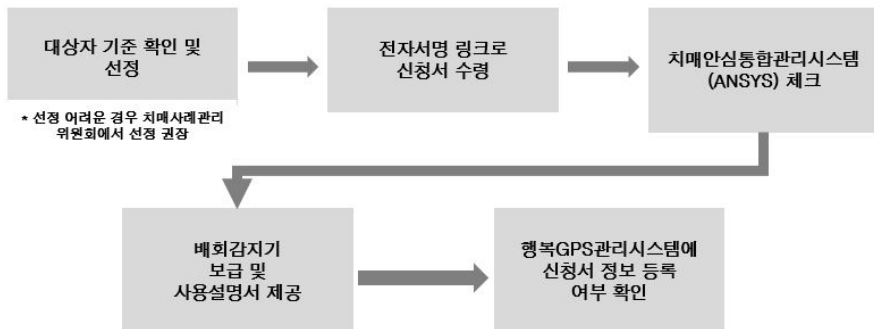 대상자 기준 확인 및
선정
* 선정 어려운 경우 치매사례관리
위원회에서 선정 권장
전자서명 링크로
신청서 수령
치매안심통합관리시스템
(ANSYS) 체크
배회감지기
보급 및
사용설명서 제공
행복GPS관리시스템에
신청서 정보 등록
여부 확인